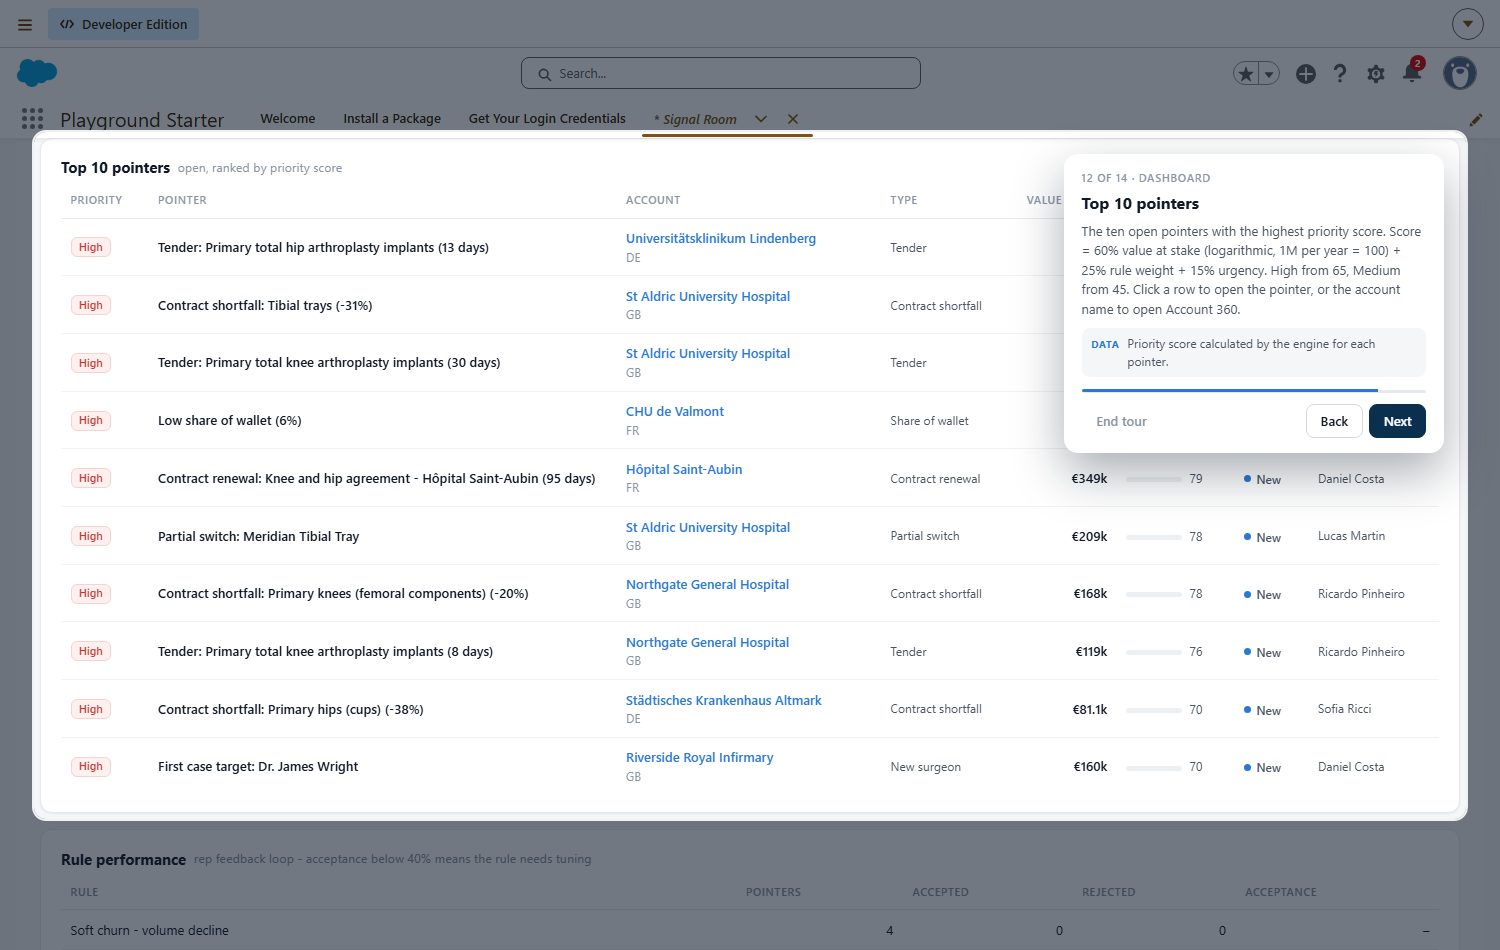 Developer Edition
Search...
2
Playground Starter
Welcome
Install a Package
Get Your Login Credentials
* Signal Room
Top 10 pointers open, ranked by priority score
PRIORITY POINTER ACCOUNT TYPE VALUE
High Tender: Primary total hip arthroplasty implants (13 days) Universitätsklinikum Lindenberg Tender
DE
High Contract shortfall: Tibial trays (-31%) St Aldric University Hospital Contract shortfall
GB
High Tender: Primary total knee arthroplasty implants (30 days) St Aldric University Hospital Tender
GB
High Low share of wallet (6%) CHU de Valmont Share of wallet
FR
High Contract renewal: Knee and hip agreement - Hôpital Saint-Aubin (95 days) Hôpital Saint-Aubin Contract renewal €349k 79 New Daniel Costa
FR
High Partial switch: Meridian Tibial Tray St Aldric University Hospital Partial switch €209k 78 New Lucas Martin
GB
High Contract shortfall: Primary knees (femoral components) (-20%) Northgate General Hospital Contract shortfall €168k 78 New Ricardo Pinheiro
GB
High Tender: Primary total knee arthroplasty implants (8 days) Northgate General Hospital Tender €119k 76 New Ricardo Pinheiro
GB
High Contract shortfall: Primary hips (cups) (-38%) Städtisches Krankenhaus Altmark Contract shortfall €81.1k 70 New Sofia Ricci
DE
High First case target: Dr. James Wright Riverside Royal Infirmary New surgeon €160k 70 New Daniel Costa
GB
12 OF 14 · DASHBOARD
Top 10 pointers
The ten open pointers with the highest priority score. Score
= 60% value at stake (logarithmic, 1M per year = 100) +
25% rule weight + 15% urgency. High from 65, Medium
from 45. Click a row to open the pointer, or the account
name to open Account 360.
DATA Priority score calculated by the engine for each
pointer.
End tour Back Next
Rule performance rep feedback loop - acceptance below 40% means the rule needs tuning
RULE POINTERS ACCEPTED REJECTED ACCEPTANCE
Soft churn - volume decline 4 0 0 –